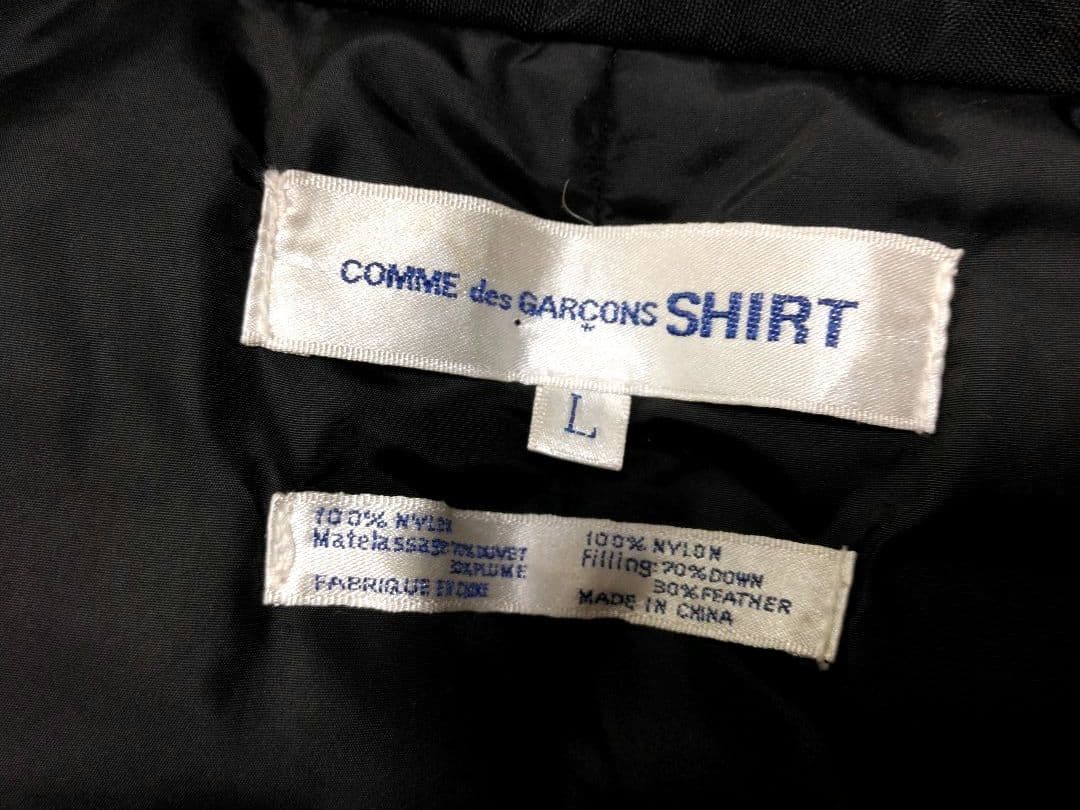 COMME des GARÇONS SHIRT
L
100% NYLON
Matelassage: 70% DUVET
30% PLUME
FABRIQUE EN CHINE
100% NYLON
Filling: 70% DOWN
30% FEATHER
MADE IN CHINA